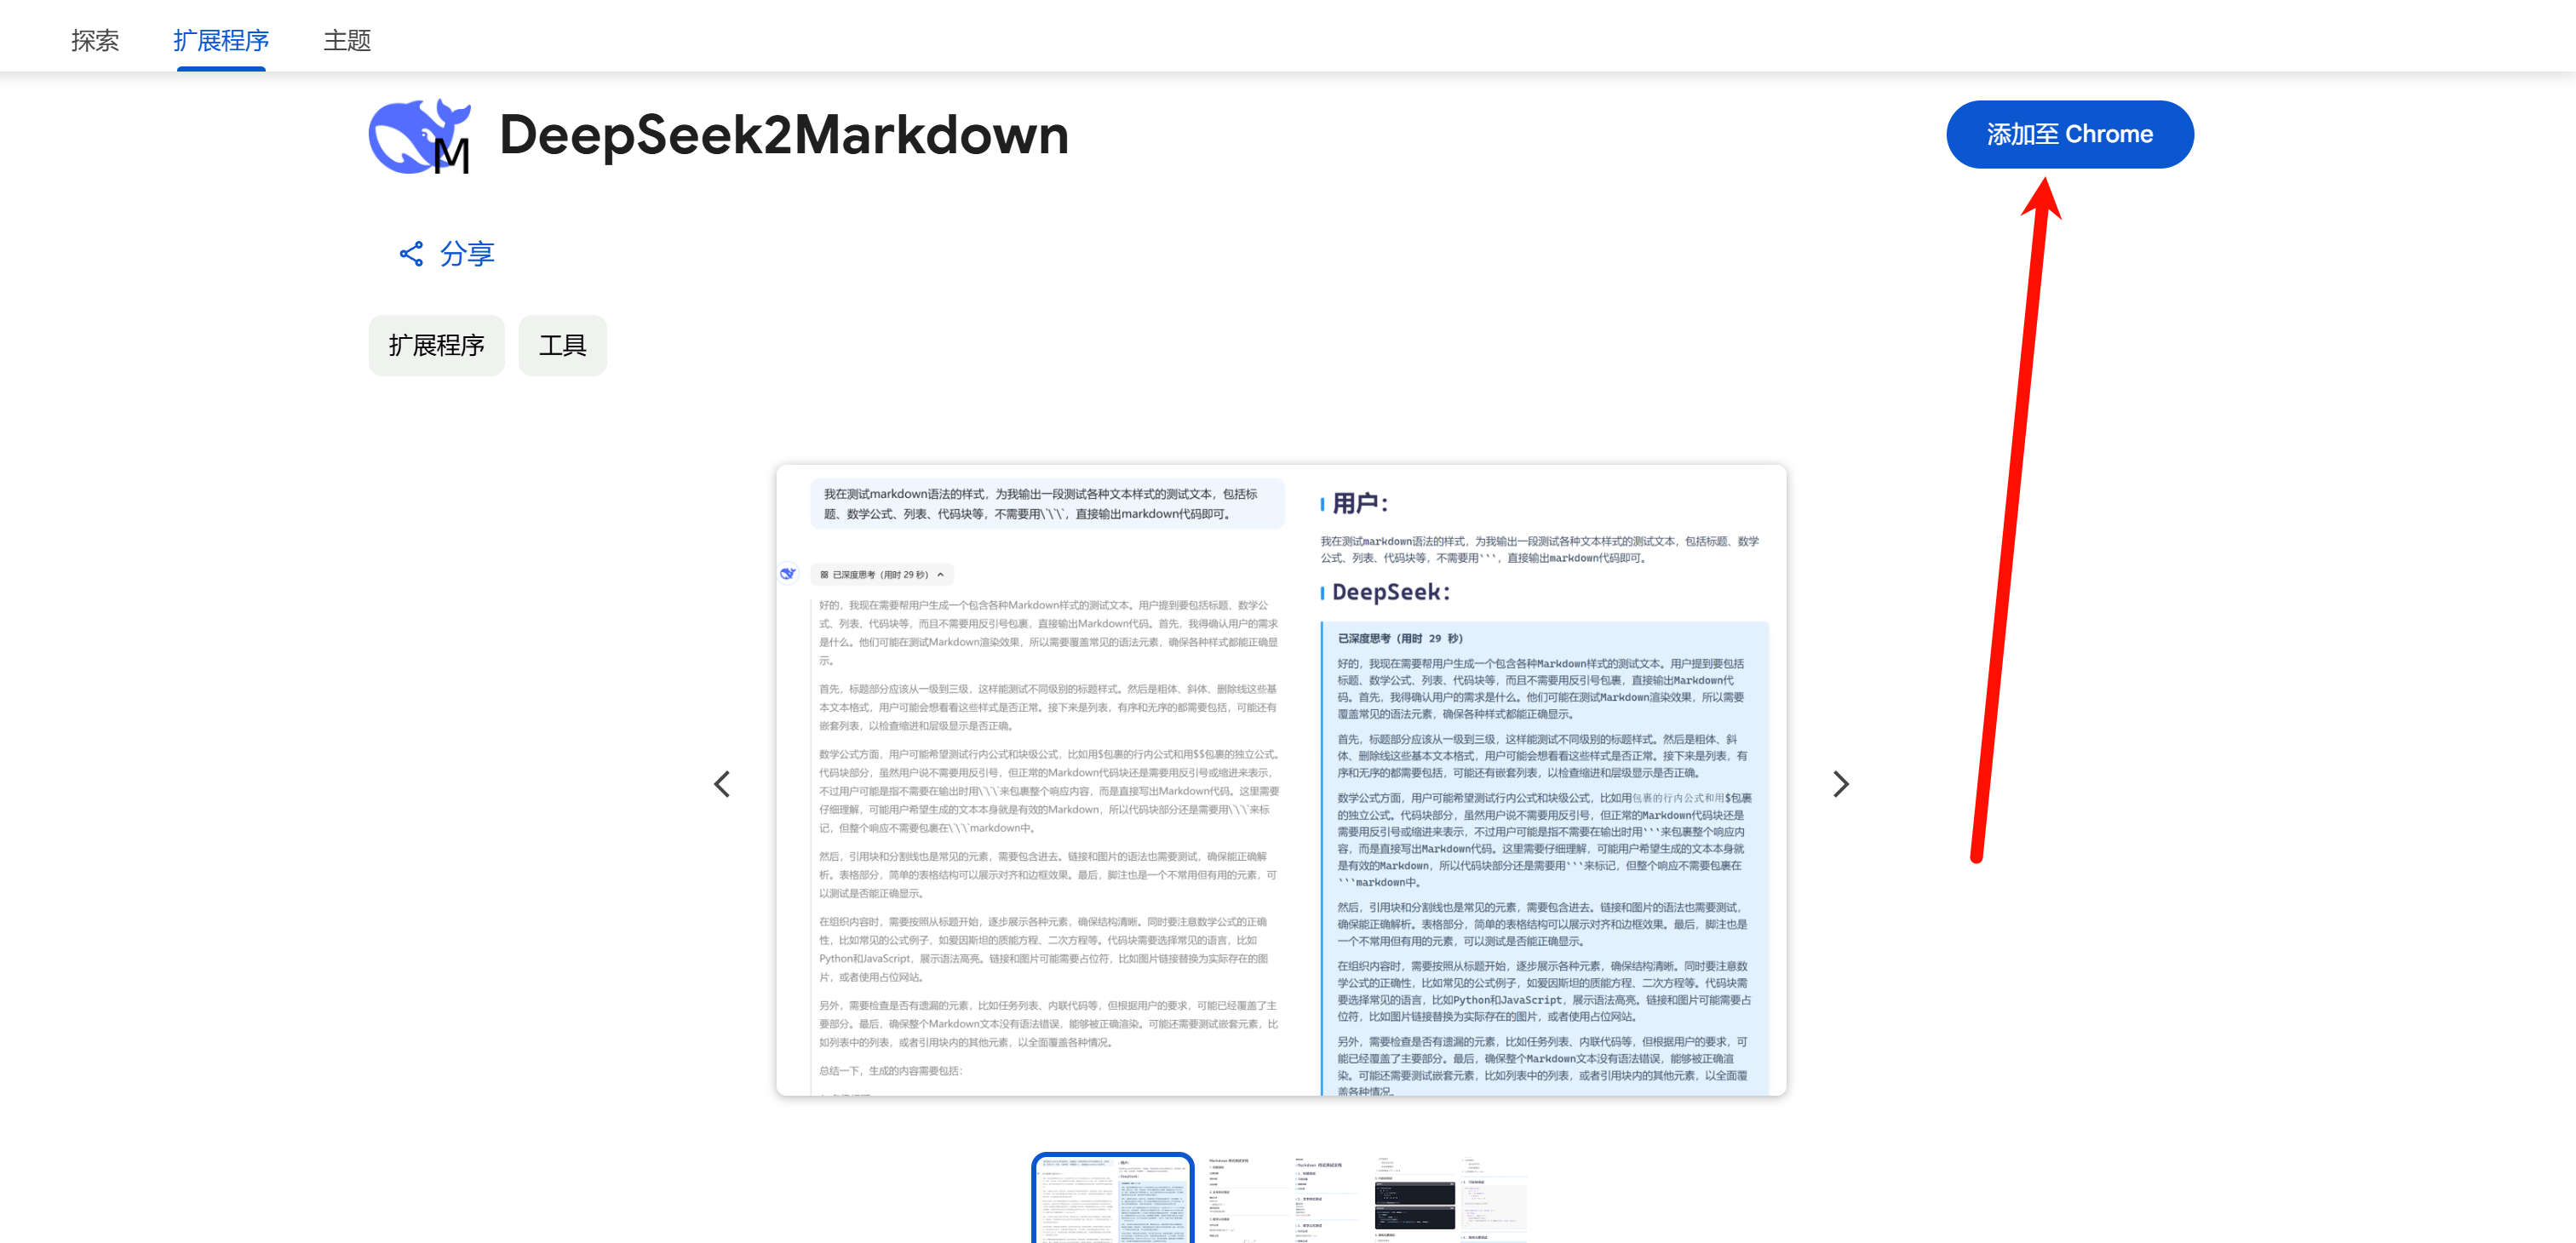 探索
扩展程序
主题
M
DeepSeek2Markdown
添加至 Chrome
分享
扩展程序
工具
我在测试markdown语法的样式，为我输出一段测试各种文本样式的测试文本，包括标
题、数学公式、列表、代码块等，不需要用\`\`\`，直接输出markdown代码即可。
已深度思考（用时 29 秒）
好的，我现在需要帮用户生成一个包含各种Markdown样式的测试文本。用户提到要包括标题、数学公
式、列表、代码块等，而且不需要用反引号包裹，直接输出Markdown代码。首先，我得确认用户的需求
是什么。他们可能在测试Markdown渲染效果，所以需要覆盖常见的语法元素，确保各种样式都能正确显
示。
首先，标题部分应该从一级到三级，这样能测试不同级别的标题样式。然后是粗体、斜体、删除线这些基
本文本格式，用户可能会想看看这些样式是否正常。接下来是列表，有序和无序的都需要包括，可能还有
嵌套列表，以检查缩进和层级显示是否正确。
数学公式方面，用户可能希望测试行内公式和块级公式，比如用$包裹的行内公式和用$$包裹的独立公式。
代码块部分，虽然用户说不需要用反引号，但正常的Markdown代码块还是需要用反引号或缩进来表示，
不过用户可能是指不需要在输出时用\`\`\`来包裹整个响应内容，而是直接写出Markdown代码。这里需要
仔细理解，可能用户希望生成的文本本身就是有效的Markdown，所以代码块部分还是需要用\`\`\`来标
记，但整个响应不需要包裹在\`\`\`markdown中。
然后，引用块和分割线也是常见的元素，需要包含进去。链接和图片的语法也需要测试，确保能正确解
析。表格部分，简单的表格结构可以展示对齐和边框效果。最后，脚注也是一个不常用但有用的元素，可
以测试是否能正确显示。
在组织内容时，需要按照从标题开始，逐步展示各种元素，确保结构清晰。同时要注意数学公式的正确
性，比如常见的公式例子，如爱因斯坦的质能方程、二次方程等。代码块需要选择常见的语言，比如
Python和JavaScript，展示语法高亮。链接和图片可能需要占位符，比如图片链接替换为实际存在的图
片，或者使用占位网站。
另外，需要检查是否有遗漏的元素，比如任务列表、内联代码等，但根据用户的要求，可能已经覆盖了主
要部分。最后，确保整个Markdown文本没有语法错误，能够被正确渲染。可能还需要测试嵌套元素，比
如列表中的列表，或者引用块内的其他元素，以全面覆盖各种情况。
总结一下，生成的内容需要包括：
用户：
我在测试markdown语法的样式，为我输出一段测试各种文本样式的测试文本，包括标题、数学
公式、列表、代码块等，不需要用```，直接输出markdown代码即可。
DeepSeek：
已深度思考（用时 29 秒）
好的，我现在需要帮用户生成一个包含各种Markdown样式的测试文本。用户提到要包括
标题、数学公式、列表、代码块等，而且不需要用反引号包裹，直接输出Markdown代
码。首先，我得确认用户的需求是什么。他们可能在测试Markdown渲染效果，所以需要
覆盖常见的语法元素，确保各种样式都能正确显示。
首先，标题部分应该从一级到三级，这样能测试不同级别的标题样式。然后是粗体、斜
体、删除线这些基本文本格式，用户可能会想看看这些样式是否正常。接下来是列表，有
序和无序的都需要包括，可能还有嵌套列表，以检查缩进和层级显示是否正确。
数学公式方面，用户可能希望测试行内公式和块级公式，比如用包裹的行内公式和用$包裹
的独立公式。代码块部分，虽然用户说不需要用反引号，但正常的Markdown代码块还是
需要用反引号或缩进来表示，不过用户可能是指不需要在输出时用```来包裹整个响应内
容，而是直接写出Markdown代码。这里需要仔细理解，可能用户希望生成的文本本身就
是有效的Markdown，所以代码块部分还是需要用```来标记，但整个响应不需要包裹在
```markdown中。
然后，引用块和分割线也是常见的元素，需要包含进去。链接和图片的语法也需要测试，
确保能正确解析。表格部分，简单的表格结构可以展示对齐和边框效果。最后，脚注也是
一个不常用但有用的元素，可以测试是否能正确显示。
在组织内容时，需要按照从标题开始，逐步展示各种元素，确保结构清晰。同时要注意数
学公式的正确性，比如常见的公式例子，如爱因斯坦的质能方程、二次方程等。代码块需
要选择常见的语言，比如Python和JavaScript，展示语法高亮。链接和图片可能需要占
位符，比如图片链接替换为实际存在的图片，或者使用占位网站。
另外，需要检查是否有遗漏的元素，比如任务列表、内联代码等，但根据用户的要求，可
能已经覆盖了主要部分。最后，确保整个Markdown文本没有语法错误，能够被正确渲
染。可能还需要测试嵌套元素，比如列表中的列表，或者引用块内的其他元素，以全面覆
盖各种情况。